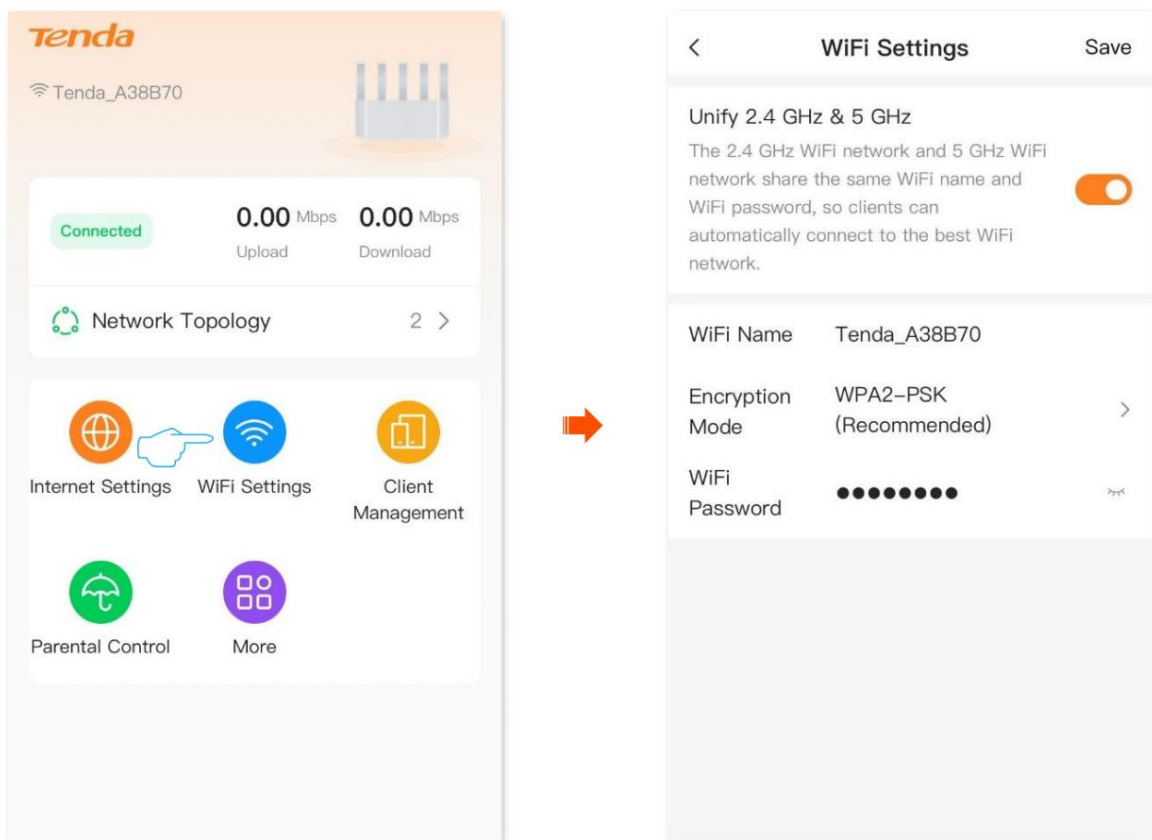 Tenda
Tenda_A38B70
Connected
0.00 Mbps
Upload
0.00 Mbps
Download
Network Topology
2
Internet Settings
WiFi Settings
Client
Management
Parental Control
More
WiFi Settings
Save
Unify 2.4 GHz & 5 GHz
The 2.4 GHz WiFi network and 5 GHz WiFi
network share the same WiFi name and
WiFi password, so clients can
automatically connect to the best WiFi
network.
WiFi Name
Tenda_A38B70
Encryption
Mode
WPA2-PSK
(Recommended)
WiFi
Password